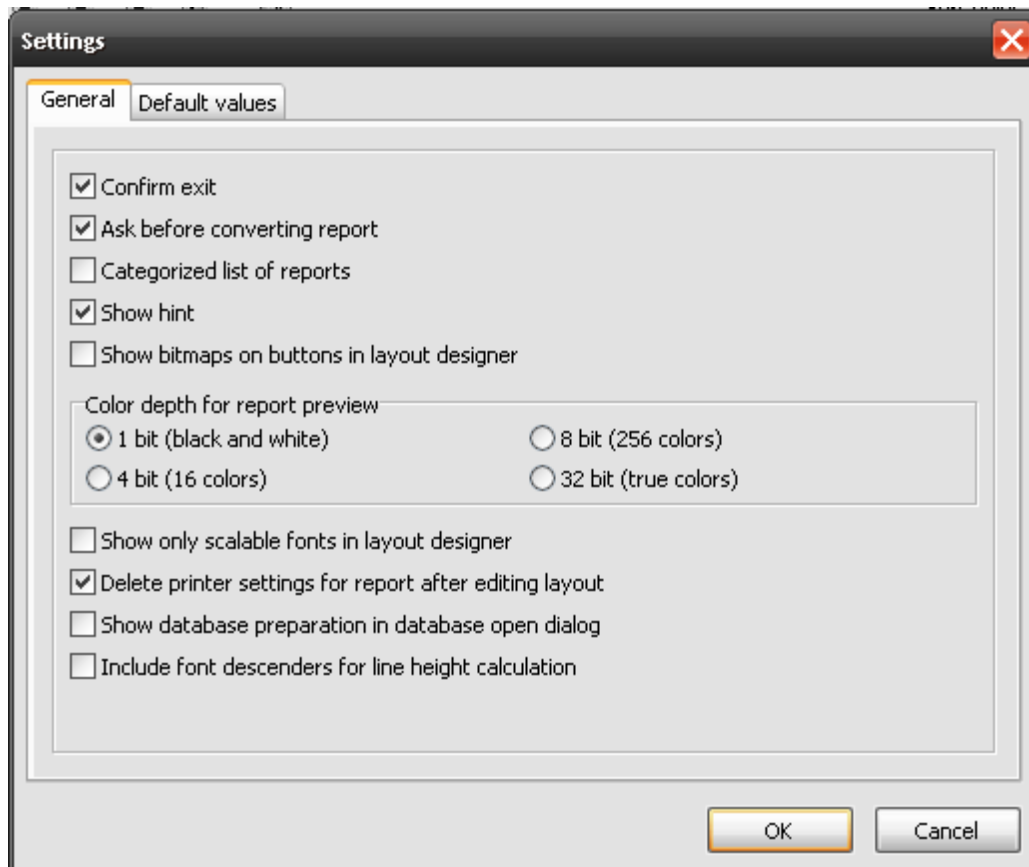 Settings
General
Default values
Confirm exit
Ask before converting report
Categorized list of reports
Show hint
Show bitmaps on buttons in layout designer
Color depth for report preview
1 bit (black and white)
8 bit (256 colors)
4 bit (16 colors)
32 bit (true colors)
Show only scalable fonts in layout designer
Delete printer settings for report after editing layout
Show database preparation in database open dialog
Include font descenders for line height calculation
OK
Cancel